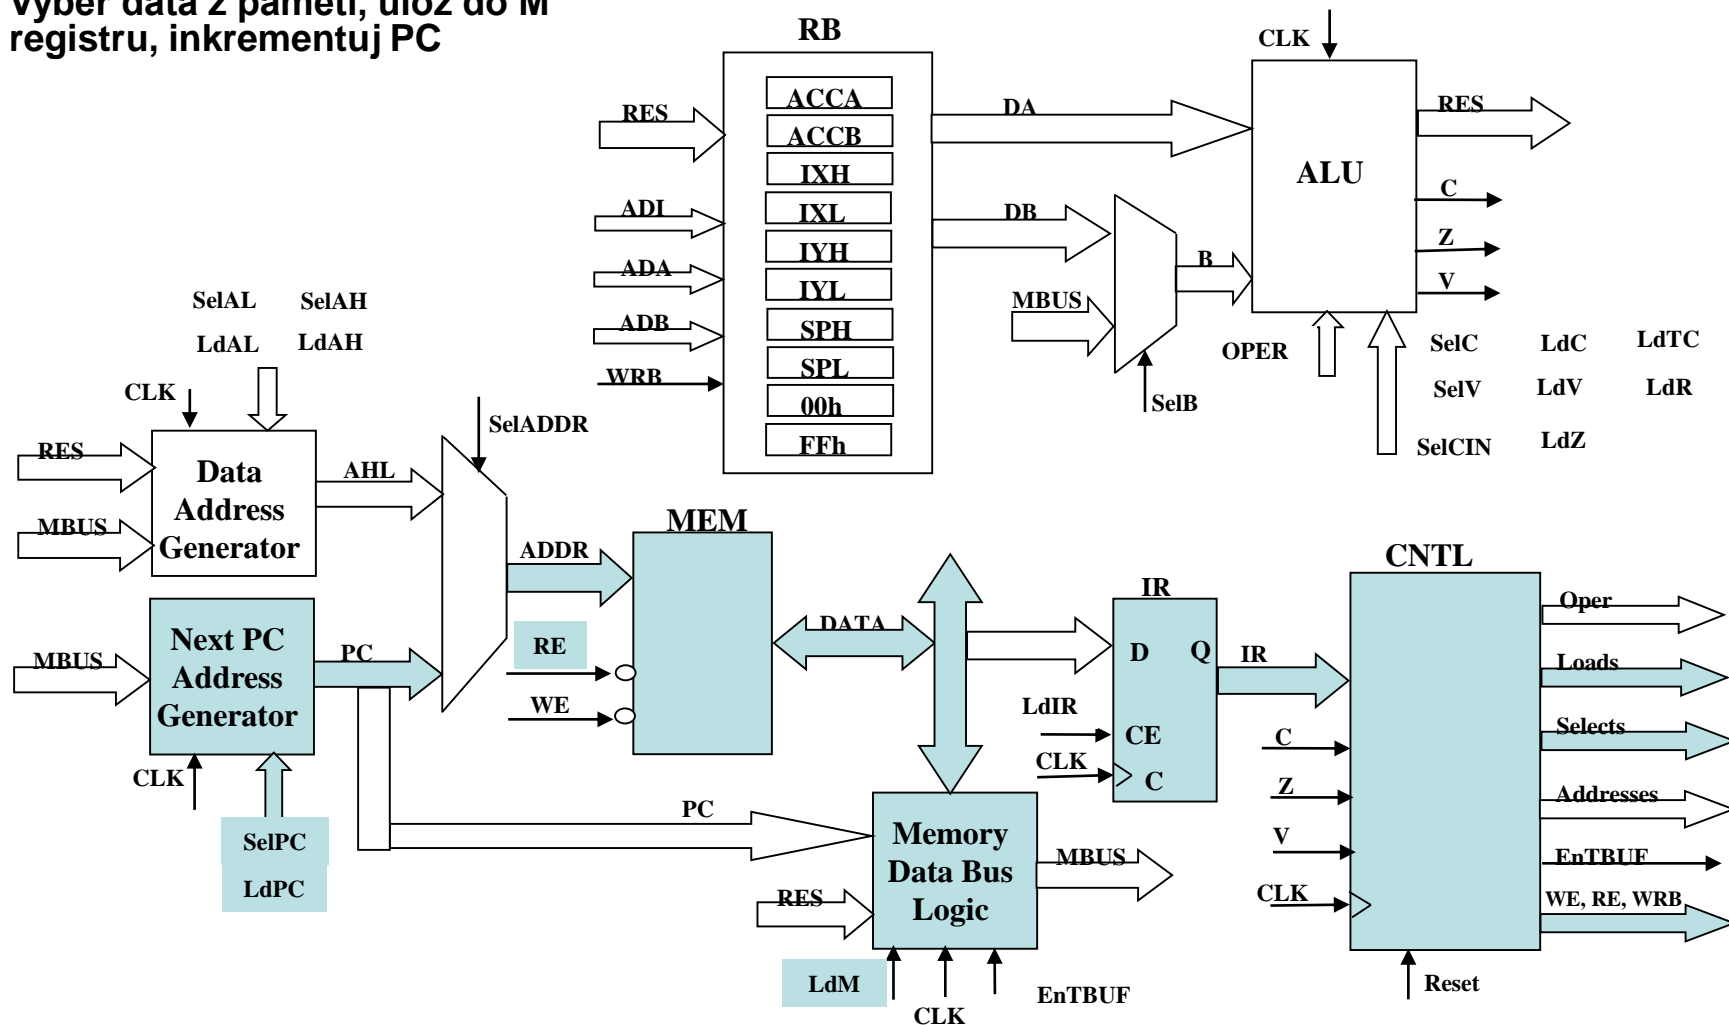 Vyber data z paměti, ulož do M
registru, inkrementuj PC
RB
CLK
ACCA
ACCB
IXH
IXL
IYH
IYL
SPH
SPL
00h
FFh
RES
ADI
ADA
ADB
WRB
DA
DB
MBUS
B
SelB
ALU
RES
C
Z
V
OPER
SelC
LdC
LdTC
SelV
LdV
LdR
SelCIN
LdZ
SelAL
SelAH
LdAL
LdAH
CLK
SelADDR
RES
MBUS
Data
Address
Generator
AHL
MEM
ADDR
RE
WE
DATA
MBUS
Next PC
Address
Generator
PC
CLK
SelPC
LdPC
PC
Memory
Data Bus
Logic
RES
MBUS
LdM
CLK
EnTBUF
IR
D
Q
CE
C
LdIR
CLK
IR
CNTL
C
Z
V
CLK
Reset
Oper
Loads
Selects
Addresses
EnTBUF
WE, RE, WRB